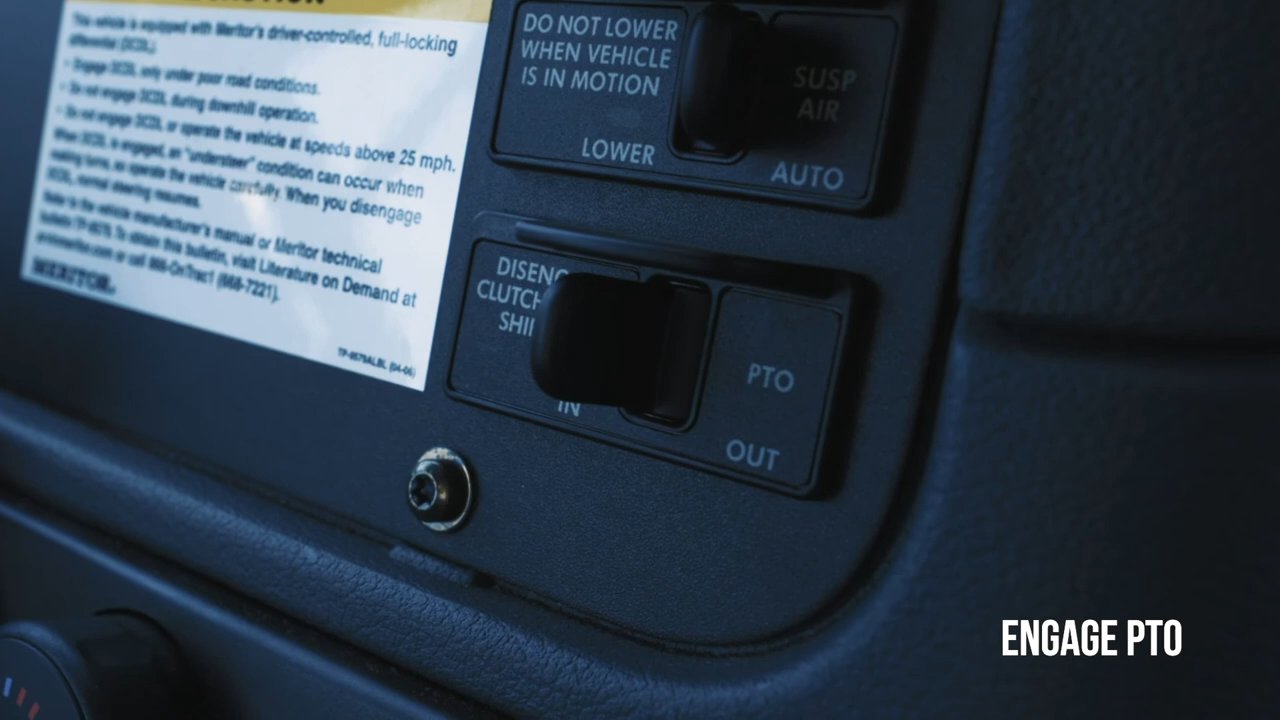 This vehicle is equipped with Meritor's driver-controlled, full-locking
differential (DCDL).
• Engage DCDL only under poor road conditions.
• Do not engage DCDL during downhill operation.
• Do not engage DCDL or operate the vehicle at speeds above 25 mph.
When DCDL is engaged, an "understeer" condition can occur when
making turns, so operate the vehicle carefully. When you disengage
DCDL, normal steering resumes.
Refer to the vehicle manufacturer's manual or Meritor technical
bulletin TP-9579. To obtain this bulletin, visit Literature on Demand at
or call 866-OnTrac1 (668-7221).
MERITOR
(04-06)
DO NOT LOWER
WHEN VEHICLE
IS IN MOTION
SUSP
AIR
LOWER
AUTO
DISENG
CLUTCH
SHI
PTO
IN
OUT
ENGAGE PTO